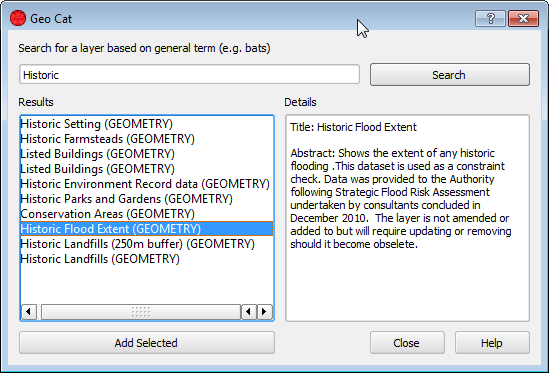 Geo Cat
Search for a layer based on general term (e.g. bats)
Historic
Search
Results
Details
Historic Setting (GEOMETRY)
Historic Farmsteads (GEOMETRY)
Listed Buildings (GEOMETRY)
Listed Buildings (GEOMETRY)
Historic Environment Record data (GEOMETRY)
Historic Parks and Gardens (GEOMETRY)
Conservation Areas (GEOMETRY)
Historic Flood Extent (GEOMETRY)
Historic Landfills (250m buffer) (GEOMETRY)
Historic Landfills (GEOMETRY)
Title: Historic Flood Extent
Abstract: Shows the extent of any historic
flooding .This dataset is used as a constraint
check. Data was provided to the Authority
following Strategic Flood Risk Assessment
undertaken by consultants concluded in
December 2010.  The layer is not amended or
added to but will require updating or removing
should it become obselete.
Add Selected
Close
Help